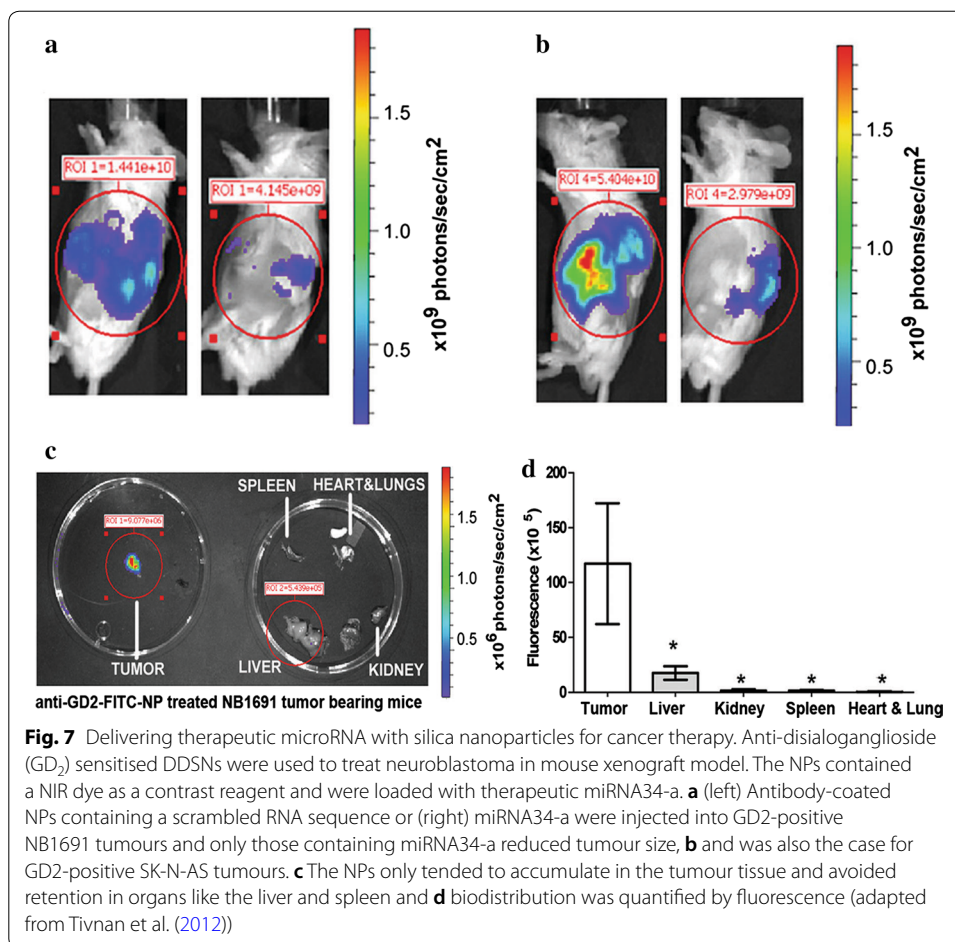 a
b
ROI 1=1.441e+10
ROI 1=4.145e+09
1.5
1.0
0.5
x10⁹ photons/sec/cm²
ROI 4=5.404e+10
ROI 4=2.979e+09
1.5
1.0
0.5
x10⁹ photons/sec/cm²
c
d
SPLEEN
HEART&LUNGS
ROI 1=9.077e+06
ROI 2=5.439e+05
TUMOR
LIVER
KIDNEY
1.5
1.0
0.5
x10⁶ photons/sec/cm²
anti-GD2-FITC-NP treated NB1691 tumor bearing mice
Fluorescence (x10⁵)
200
150
100
50
0
*
*
*
*
Tumor Liver Kidney Spleen Heart & Lung
Fig. 7 Delivering therapeutic microRNA with silica nanoparticles for cancer therapy. Anti-disialoganglioside
(GD₂) sensitised DDSNs were used to treat neuroblastoma in mouse xenograft model. The NPs contained
a NIR dye as a contrast reagent and were loaded with therapeutic miRNA34-a. a (left) Antibody-coated
NPs containing a scrambled RNA sequence or (right) miRNA34-a were injected into GD2-positive
NB1691 tumours and only those containing miRNA34-a reduced tumour size, b and was also the case for
GD2-positive SK-N-AS tumours. c The NPs only tended to accumulate in the tumour tissue and avoided
retention in organs like the liver and spleen and d biodistribution was quantified by fluorescence (adapted
from Tivnan et al. (2012))